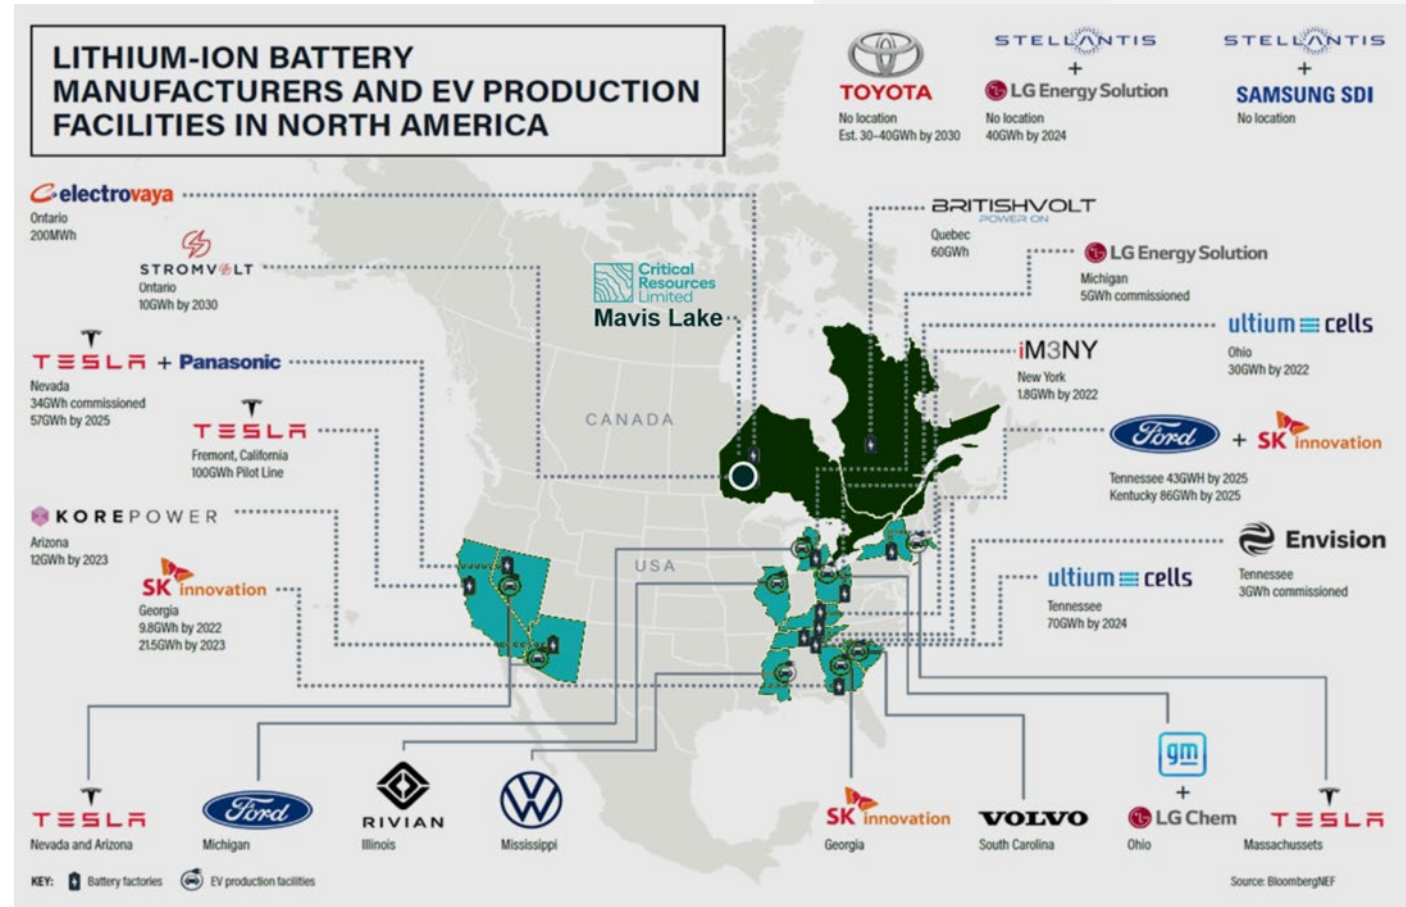 LITHIUM-ION BATTERY
MANUFACTURERS AND EV PRODUCTION
FACILITIES IN NORTH AMERICA
TOYOTA
No location
Est. 30-40GWh by 2030
STELLANTIS
+
LG Energy Solution
No location
40GWh by 2024
STELLANTIS
+
SAMSUNG SDI
No location
electrovaya
Ontario
200MWh
STROMVOLT
Ontario
10GWh by 2030
Critical
Resources
Limited
Mavis Lake
BRITISHVOLT
POWER ON
Quebec
60GWh
LG Energy Solution
Michigan
5GWh commissioned
ultium cells
Ohio
30GWh by 2022
iM3NY
New York
1.8GWh by 2022
TESLA + Panasonic
Nevada
34GWh commissioned
57GWh by 2025
TESLA
Fremont, California
100GWh Pilot Line
Ford + SK innovation
Tennessee 43GWH by 2025
Kentucky 86GWh by 2025
KOREPOWER
Arizona
12GWh by 2023
SK innovation
Georgia
9.8GWh by 2022
21.5GWh by 2023
Envision
Tennessee
3GWh commissioned
ultium cells
Tennessee
70GWh by 2024
CANADA
USA
TESLA
Nevada and Arizona
Ford
Michigan
RIVIAN
Illinois
VW
Mississippi
SK innovation
Georgia
VOLVO
South Carolina
gm
+
LG Chem
Ohio
TESLA
Massachussets
KEY: Battery factories EV production facilities
Source: BloombergNEF